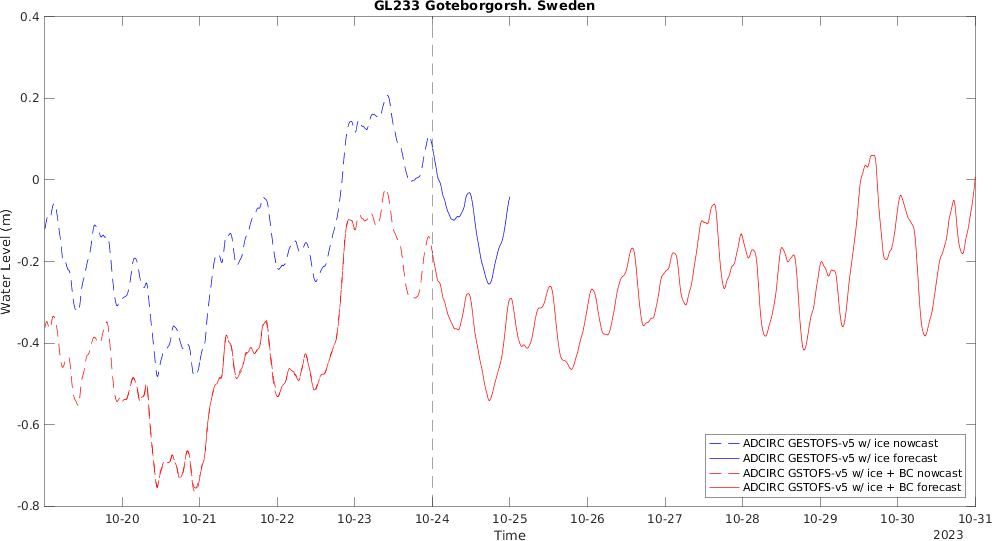 GL233 Goteborgorsh. Sweden
0.4
0.2
0
-0.2
-0.4
-0.6
-0.8
Water Level (m)
ADCIRC GESTOFS-v5 w/ ice nowcast
ADCIRC GESTOFS-v5 w/ ice forecast
ADCIRC GSTOFS-v5 w/ ice + BC nowcast
ADCIRC GSTOFS-v5 w/ ice + BC forecast
10-20 10-21 10-22 10-23 10-24 10-25 10-26 10-27 10-28 10-29 10-30 10-31
Time
2023